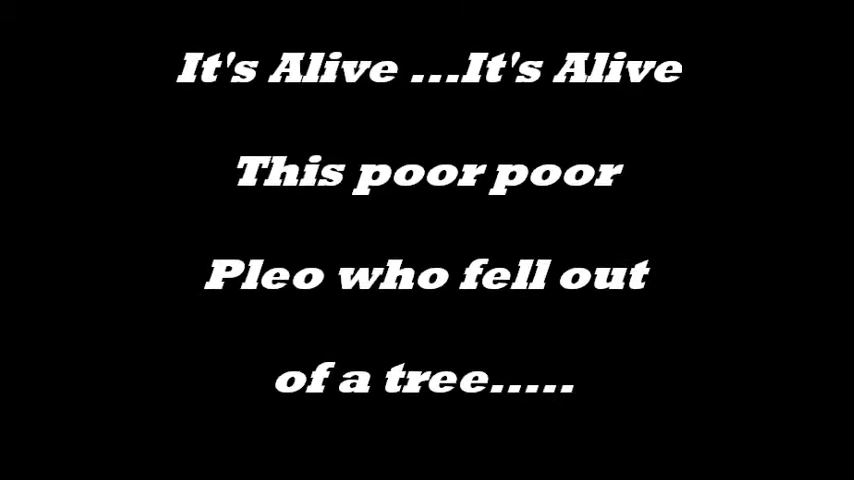 It's Alive ...It's Alive
This poor poor
Pleo who fell out
of a tree.....